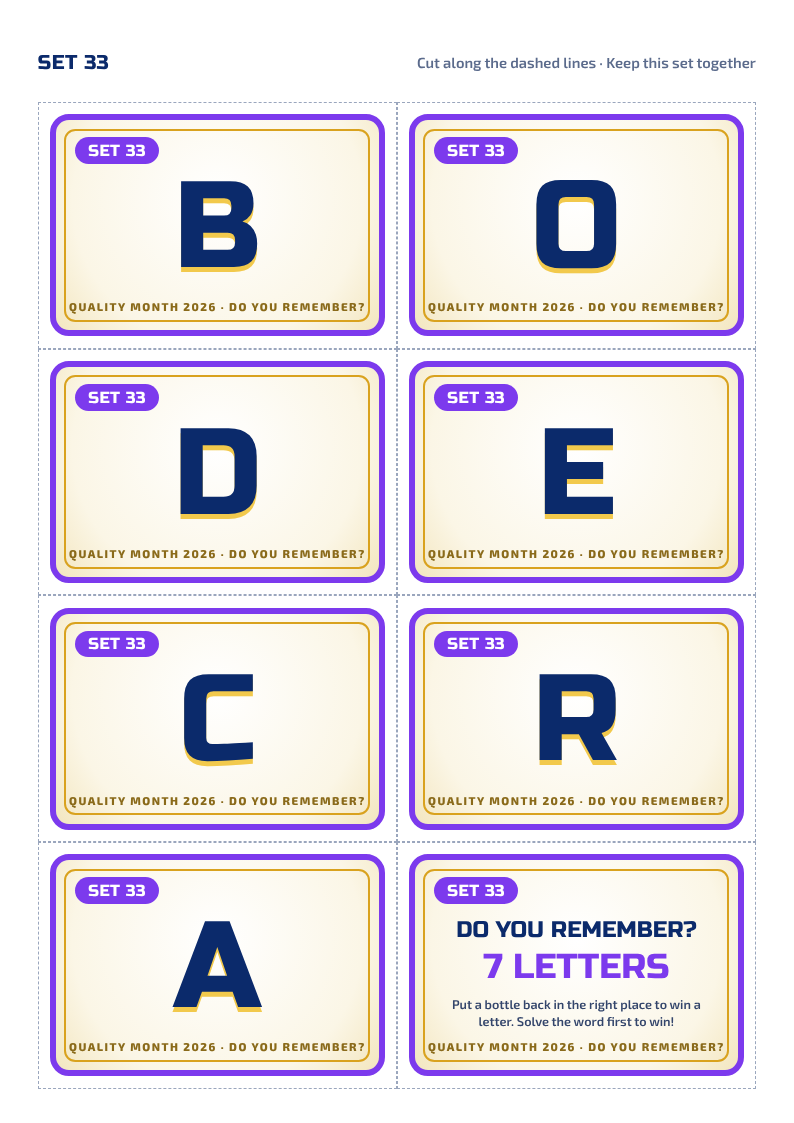 SET 33
Cut along the dashed lines · Keep this set together
SET 33
B
QUALITY MONTH 2026 · DO YOU REMEMBER?
SET 33
O
QUALITY MONTH 2026 · DO YOU REMEMBER?
SET 33
D
QUALITY MONTH 2026 · DO YOU REMEMBER?
SET 33
E
QUALITY MONTH 2026 · DO YOU REMEMBER?
SET 33
C
QUALITY MONTH 2026 · DO YOU REMEMBER?
SET 33
R
QUALITY MONTH 2026 · DO YOU REMEMBER?
SET 33
A
QUALITY MONTH 2026 · DO YOU REMEMBER?
SET 33
DO YOU REMEMBER?
7 LETTERS
Put a bottle back in the right place to win a
letter. Solve the word first to win!
QUALITY MONTH 2026 · DO YOU REMEMBER?